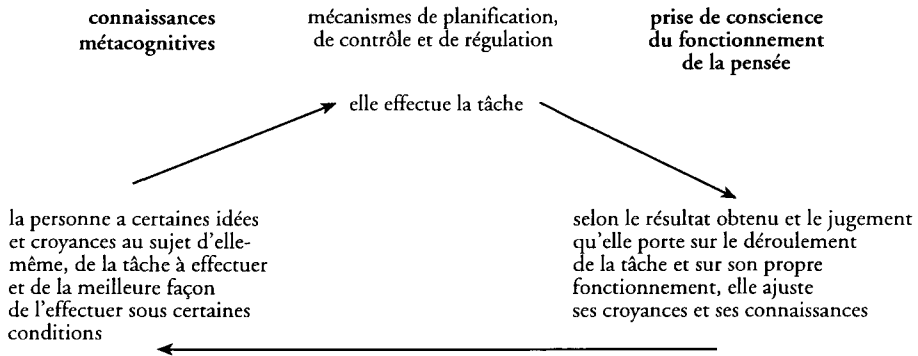 connaissances
métacognitives
mécanismes de planification,
de contrôle et de régulation
prise de conscience
du fonctionnement
de la pensée
elle effectue la tâche
la personne a certaines idées
et croyances au sujet d'elle-
même, de la tâche à effectuer
et de la meilleure façon
de l'effectuer sous certaines
conditions
selon le résultat obtenu et le jugement
qu'elle porte sur le déroulement
de la tâche et sur son propre
fonctionnement, elle ajuste
ses croyances et ses connaissances